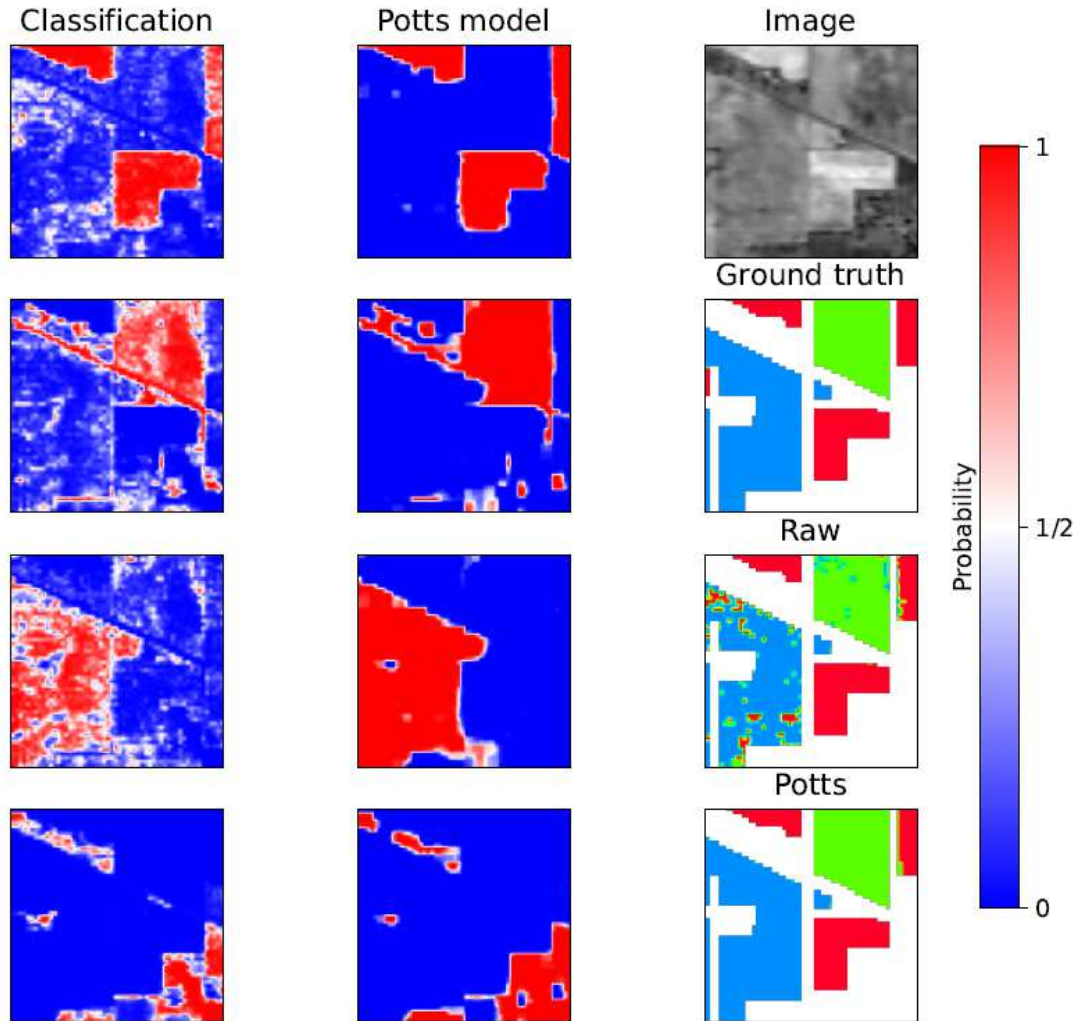 Classification
Potts model
Image
Ground truth
Raw
Potts
1
1/2
0
Probability